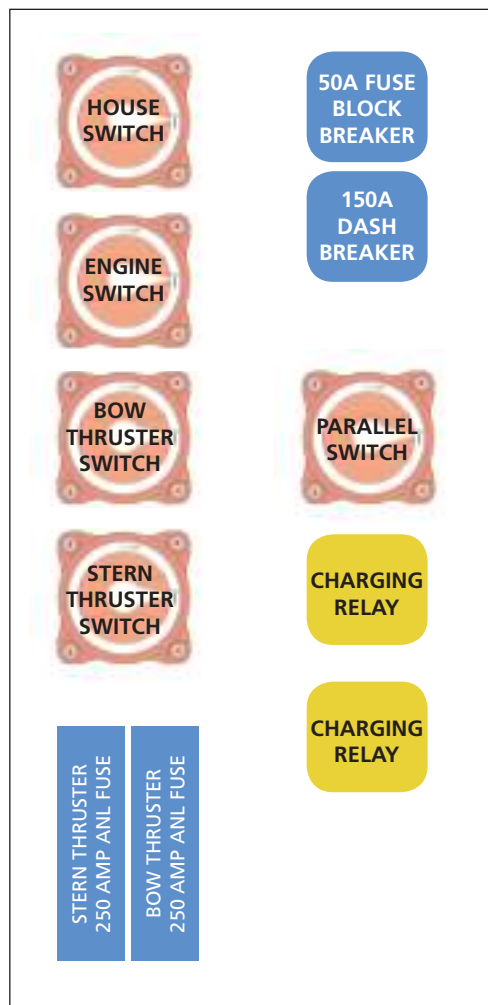 HOUSE
SWITCH
50A FUSE
BLOCK
BREAKER
150A
DASH
BREAKER
ENGINE
SWITCH
BOW
THRUSTER
SWITCH
PARALLEL
SWITCH
STERN
THRUSTER
SWITCH
CHARGING
RELAY
CHARGING
RELAY
STERN THRUSTER
250 AMP ANL FUSE
BOW THRUSTER
250 AMP ANL FUSE